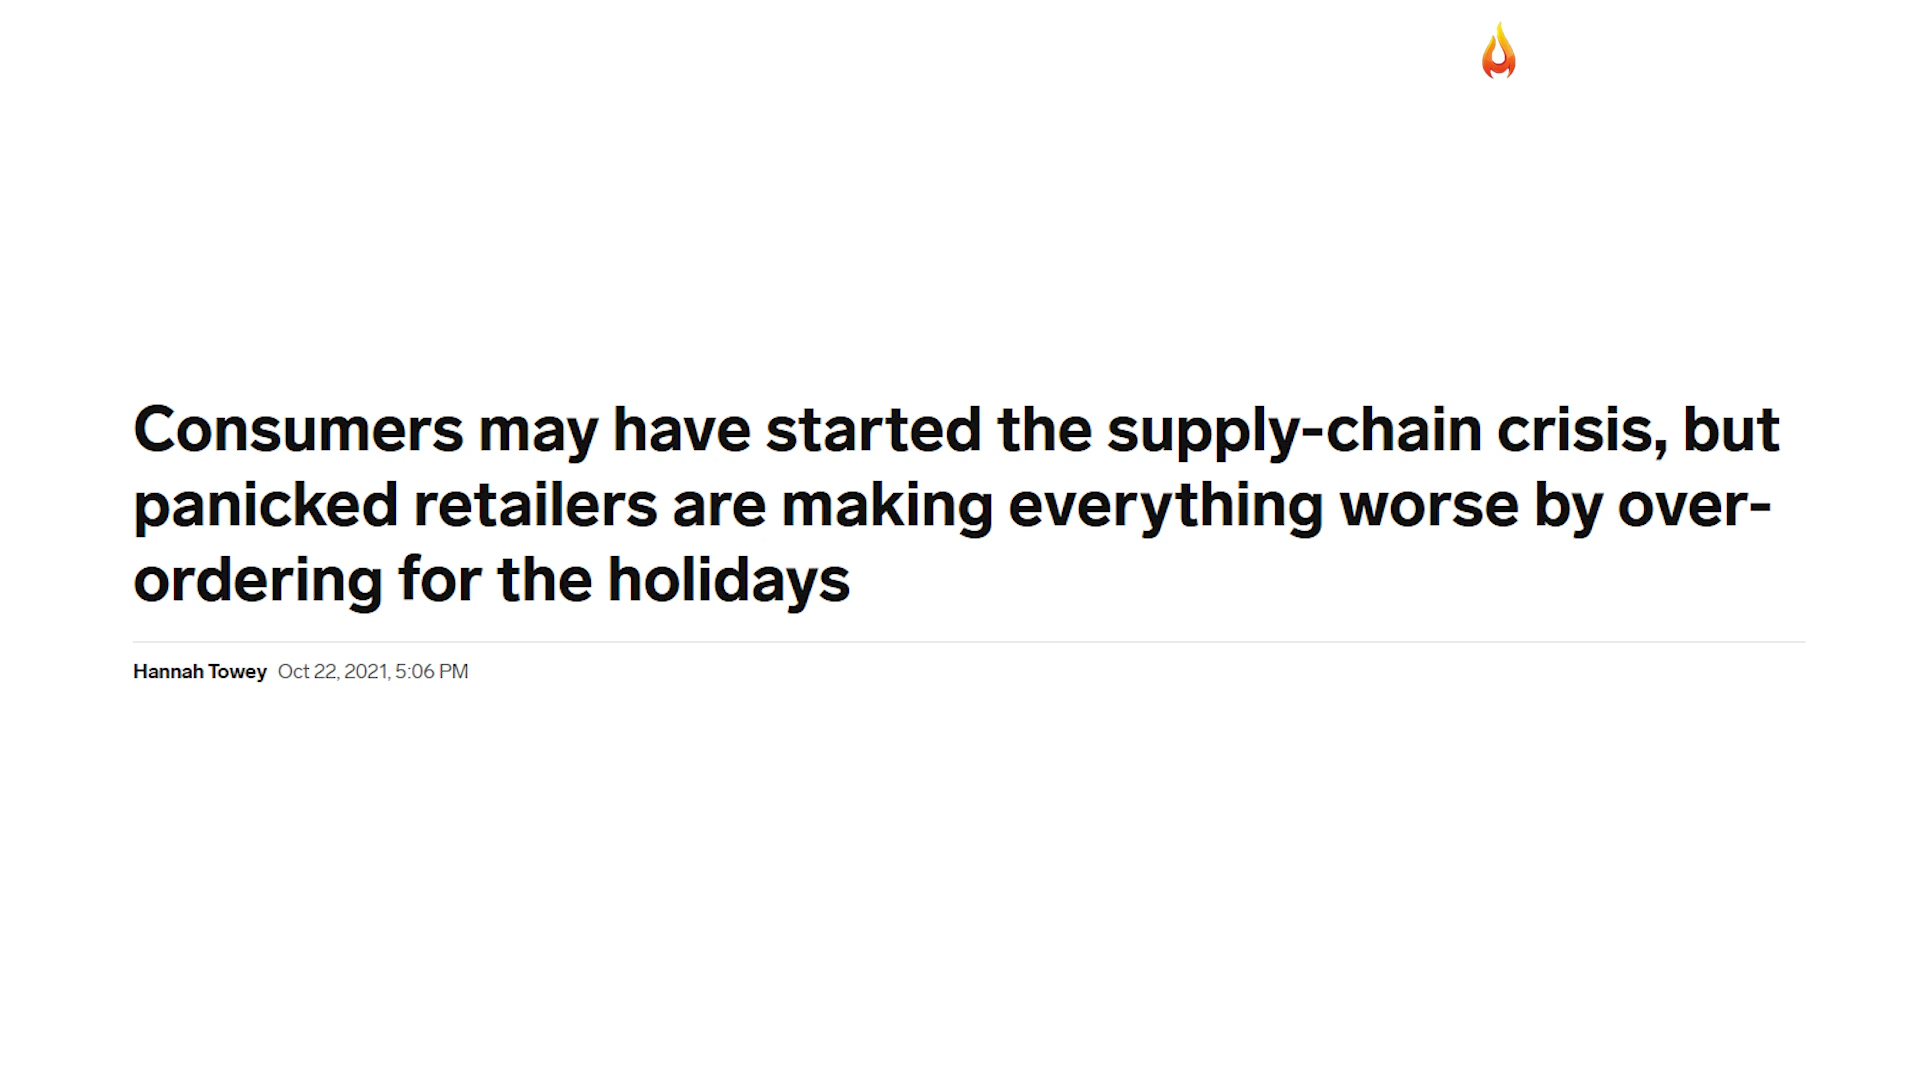 Consumers may have started the supply-chain crisis, but
panicked retailers are making everything worse by over-
ordering for the holidays
Hannah Towey Oct 22, 2021, 5:06 PM